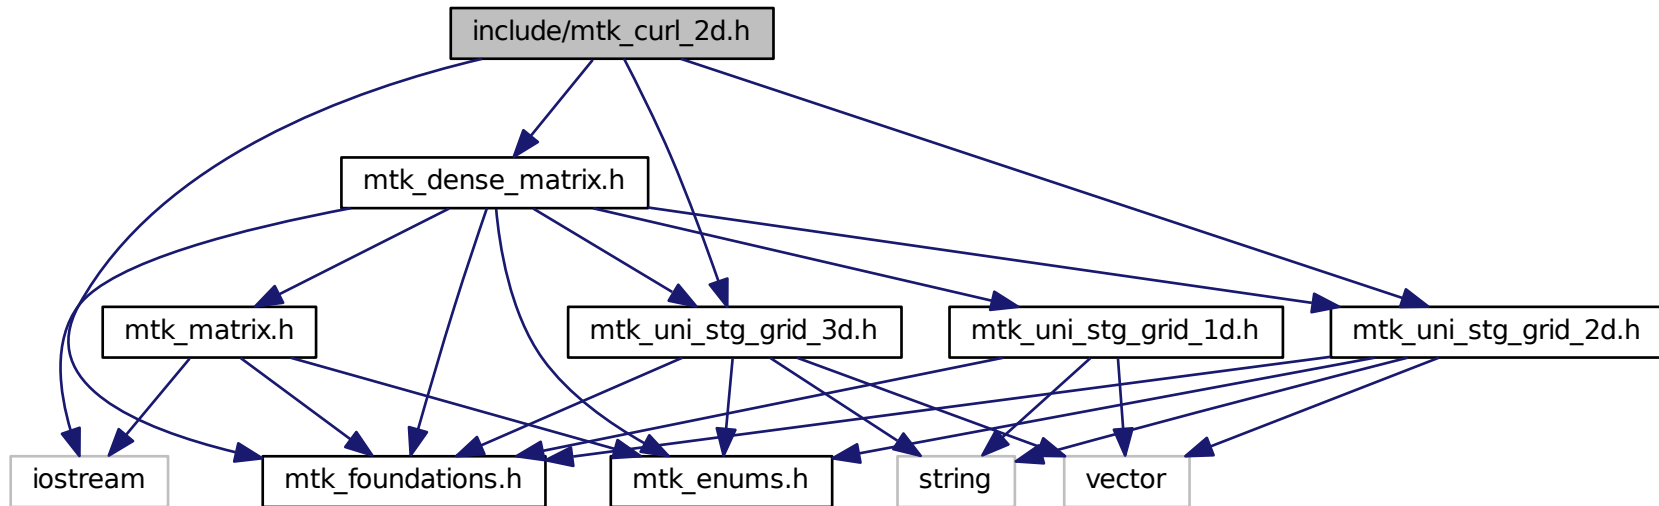 include/mtk_curl_2d.h
mtk_dense_matrix.h
mtk_matrix.h
mtk_uni_stg_grid_3d.h
mtk_uni_stg_grid_1d.h
mtk_uni_stg_grid_2d.h
iostream
mtk_foundations.h
mtk_enums.h
string
vector